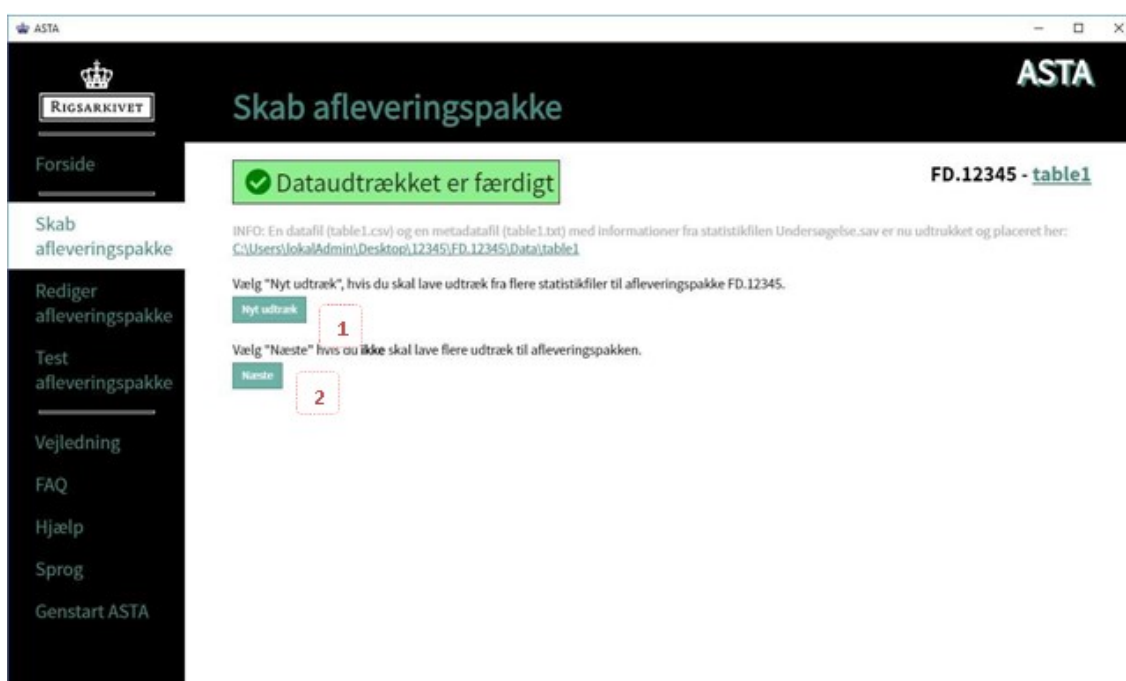 ASTA
RIGSARKIVET
Skab afleveringspakke
ASTA
Forside
Skab
afleveringspakke
Rediger
afleveringspakke
Test
afleveringspakke
Vejledning
FAQ
Hjælp
Sprog
Genstart ASTA
Dataudtrækket er færdigt
FD.12345 - table1
INFO: En datafil (table1.csv) og en metadatafil (table1.txt) med informationer fra statistikfilen Undersøgelse.sav er nu udtrukket og placeret her:
C:\Users\lokalAdmin\Desktop\12345\FD.12345\Data\table1
Vælg "Nyt udtræk", hvis du skal lave udtræk fra flere statistikfiler til afleveringspakke FD.12345.
Nyt udtræk
1
Vælg "Næste" hvis du ikke skal lave flere udtræk til afleveringspakken.
Næste
2